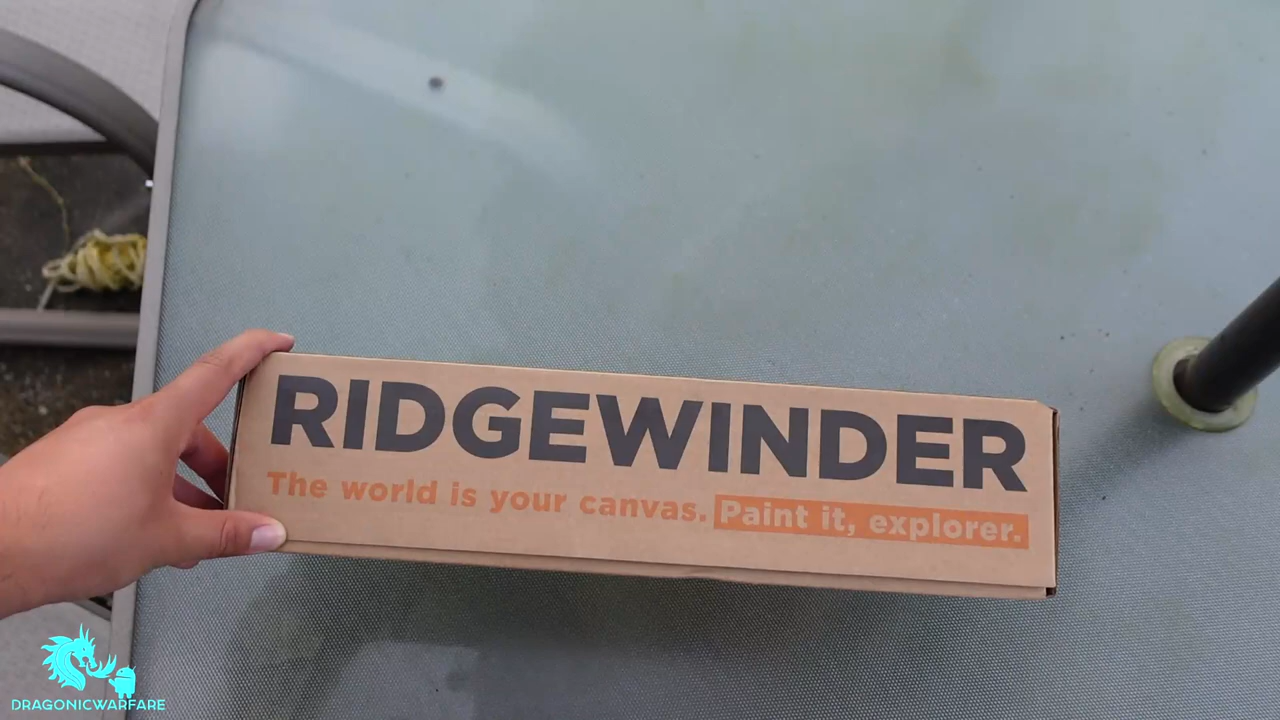 RIDGEWINDER
The world is your canvas. Paint it, explorer.
DRAGONICWARFARE